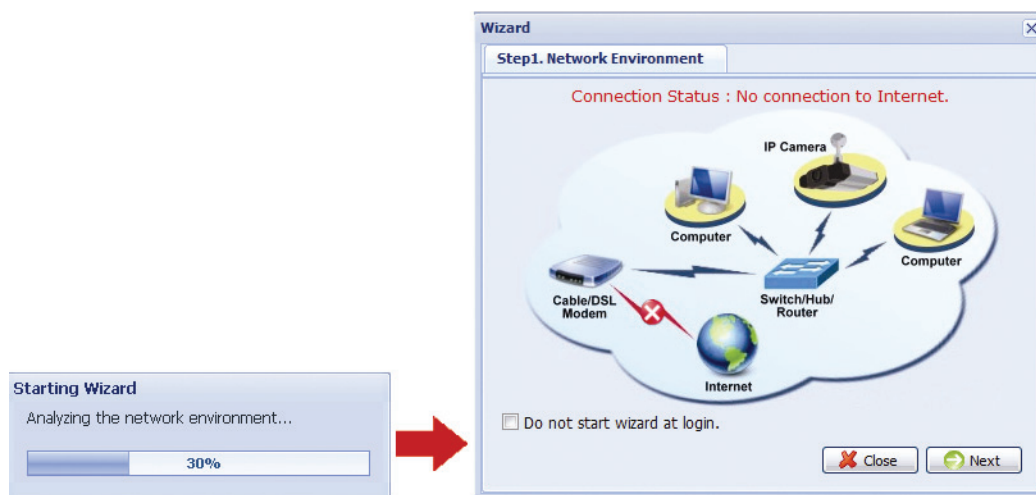 Starting Wizard
Analyzing the network environment...
30%
Wizard
Step1. Network Environment
Connection Status : No connection to Internet.
IP Camera
Computer
Computer
Cable/DSL
Modem
Switch/Hub/
Router
Internet
Do not start wizard at login.
Close
Next